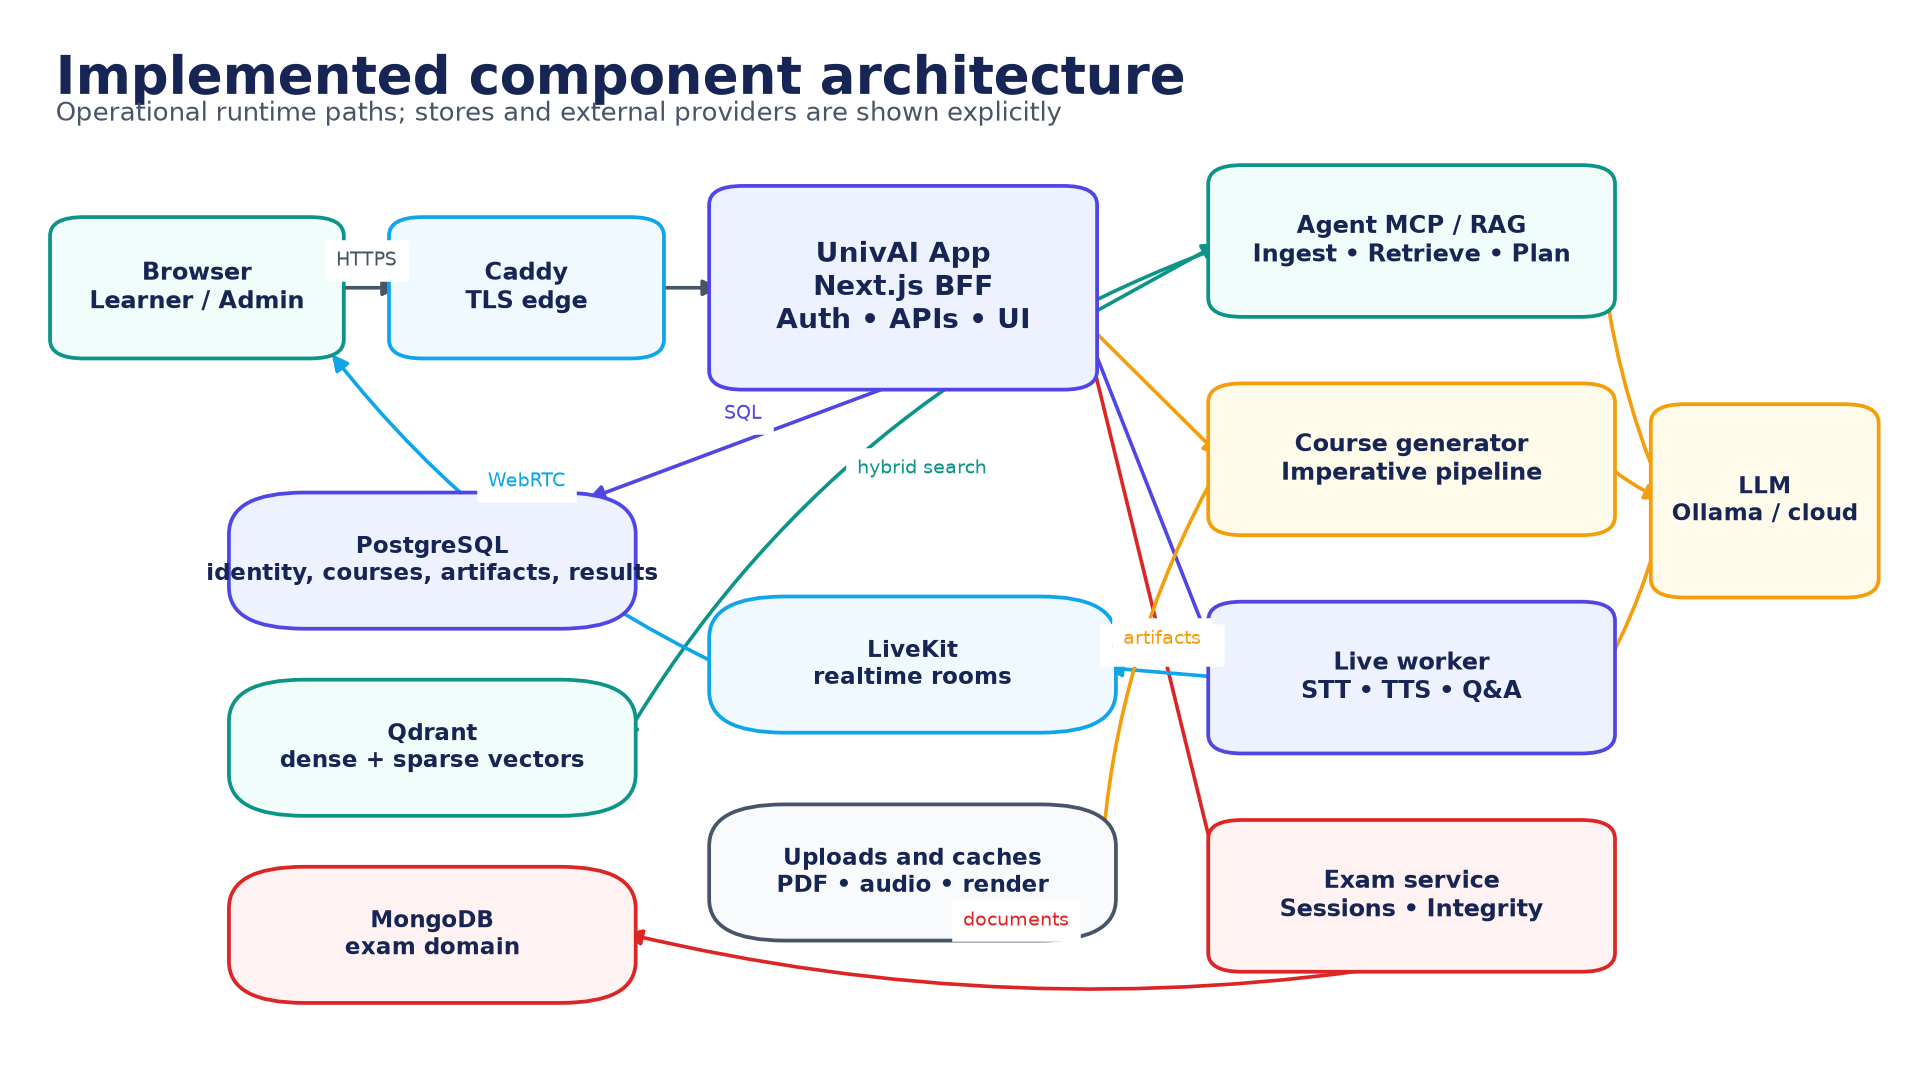 Implemented component architecture
Operational runtime paths; stores and external providers are shown explicitly
Browser
Learner / Admin
HTTPS
Caddy
TLS edge
UnivAI App
Next.js BFF
Auth • APIs • UI
Agent MCP / RAG
Ingest • Retrieve • Plan
SQL
hybrid search
WebRTC
Course generator
Imperative pipeline
LLM
Ollama / cloud
PostgreSQL
identity, courses, artifacts, results
LiveKit
realtime rooms
artifacts
Live worker
STT • TTS • Q&A
Qdrant
dense + sparse vectors
Uploads and caches
PDF • audio • render
documents
Exam service
Sessions • Integrity
MongoDB
exam domain